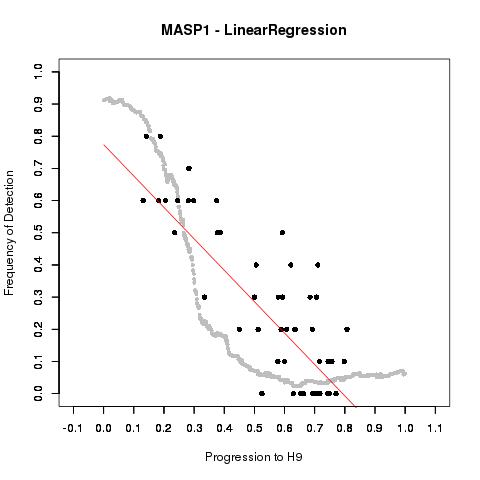 MASP1 - LinearRegression
Frequency of Detection
1.0
0.9
0.8
0.7
0.6
0.5
0.4
0.3
0.2
0.1
0.0
-0.1 0.0 0.1 0.2 0.3 0.4 0.5 0.6 0.7 0.8 0.9 1.0 1.1
Progression to H9